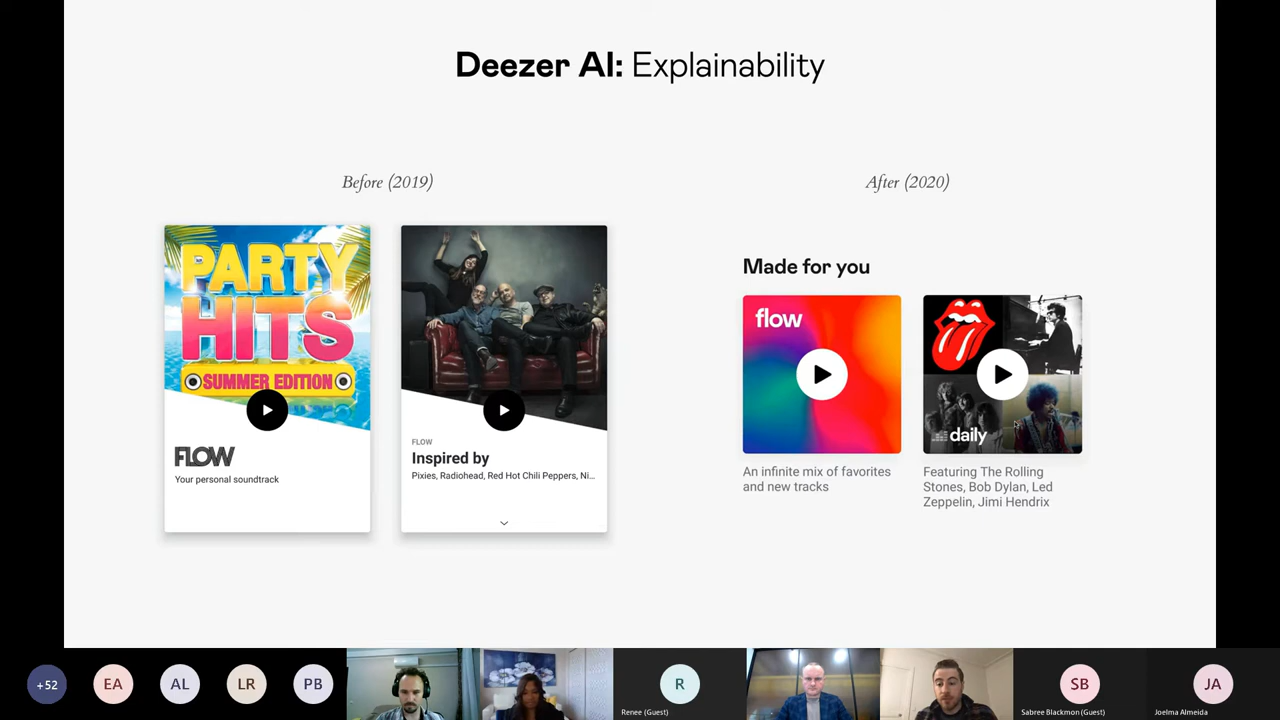 Deezer AI: Explainability
Before (2019)
After (2020)
PARTY
HITS
SUMMER EDITION
FLOW
Your personal soundtrack
FLOW
Inspired by
Pixies, Radiohead, Red Hot Chili Peppers, Ni...
Made for you
flow
An infinite mix of favorites
and new tracks
daily
Featuring The Rolling
Stones, Bob Dylan, Led
Zeppelin, Jimi Hendrix
+52
EA
AL
LR
PB
R
Renee (Guest)
SB
Sabree Blackmon (Guest)
JA
Joelma Almeida